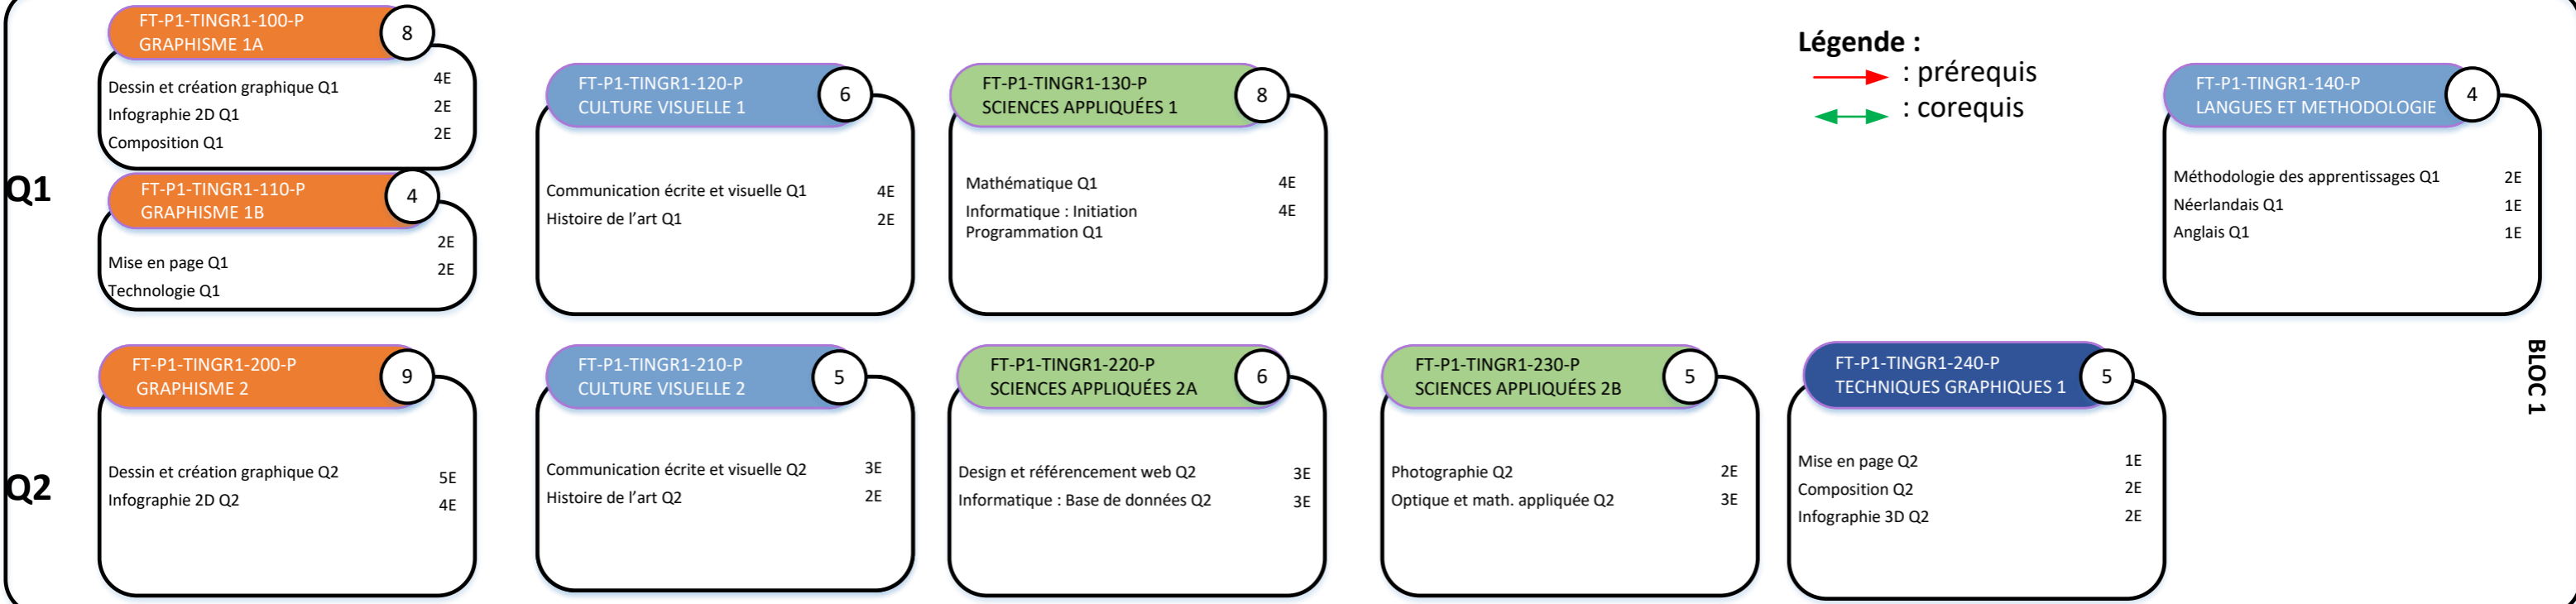 Q1
FT-P1-TINGR1-100-P
GRAPHISME 1A
8
Dessin et création graphique Q1 4E
Infographie 2D Q1 2E
Composition Q1 2E
FT-P1-TINGR1-110-P
GRAPHISME 1B
4
Mise en page Q1 2E
Technologie Q1 2E
FT-P1-TINGR1-120-P
CULTURE VISUELLE 1
6
Communication écrite et visuelle Q1 4E
Histoire de l'art Q1 2E
FT-P1-TINGR1-130-P
SCIENCES APPLIQUÉES 1
8
Mathématique Q1 4E
Informatique : Initiation 4E
Programmation Q1
Légende :
: prérequis
: corequis
FT-P1-TINGR1-140-P
LANGUES ET METHODOLOGIE
4
Méthodologie des apprentissages Q1 2E
Néerlandais Q1 1E
Anglais Q1 1E
Q2
FT-P1-TINGR1-200-P
GRAPHISME 2
9
Dessin et création graphique Q2 5E
Infographie 2D Q2 4E
FT-P1-TINGR1-210-P
CULTURE VISUELLE 2
5
Communication écrite et visuelle Q2 3E
Histoire de l'art Q2 2E
FT-P1-TINGR1-220-P
SCIENCES APPLIQUÉES 2A
6
Design et référencement web Q2 3E
Informatique : Base de données Q2 3E
FT-P1-TINGR1-230-P
SCIENCES APPLIQUÉES 2B
5
Photographie Q2 2E
Optique et math. appliquée Q2 3E
FT-P1-TINGR1-240-P
TECHNIQUES GRAPHIQUES 1
5
Mise en page Q2 1E
Composition Q2 2E
Infographie 3D Q2 2E
BLOC 1